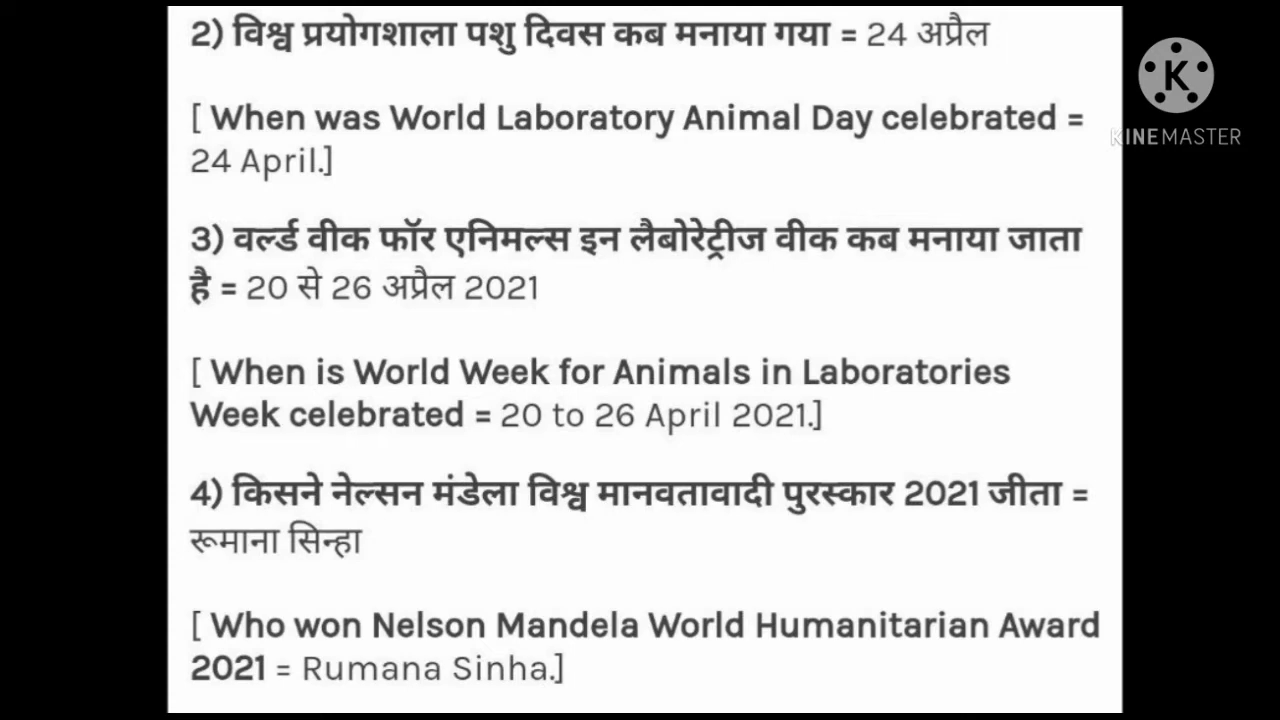 2) विश्व प्रयोगशाला पशु दिवस कब मनाया गया = 24 अप्रैल
[ When was World Laboratory Animal Day celebrated =
24 April.]
3) वर्ल्ड वीक फॉर एनिमल्स इन लैबोरेट्रीज वीक कब मनाया जाता
है = 20 से 26 अप्रैल 2021
[ When is World Week for Animals in Laboratories
Week celebrated = 20 to 26 April 2021.]
4) किसने नेल्सन मंडेला विश्व मानवतावादी पुरस्कार 2021 जीता =
रूमाना सिन्हा
[ Who won Nelson Mandela World Humanitarian Award
2021 = Rumana Sinha.]
K
KINEMASTER